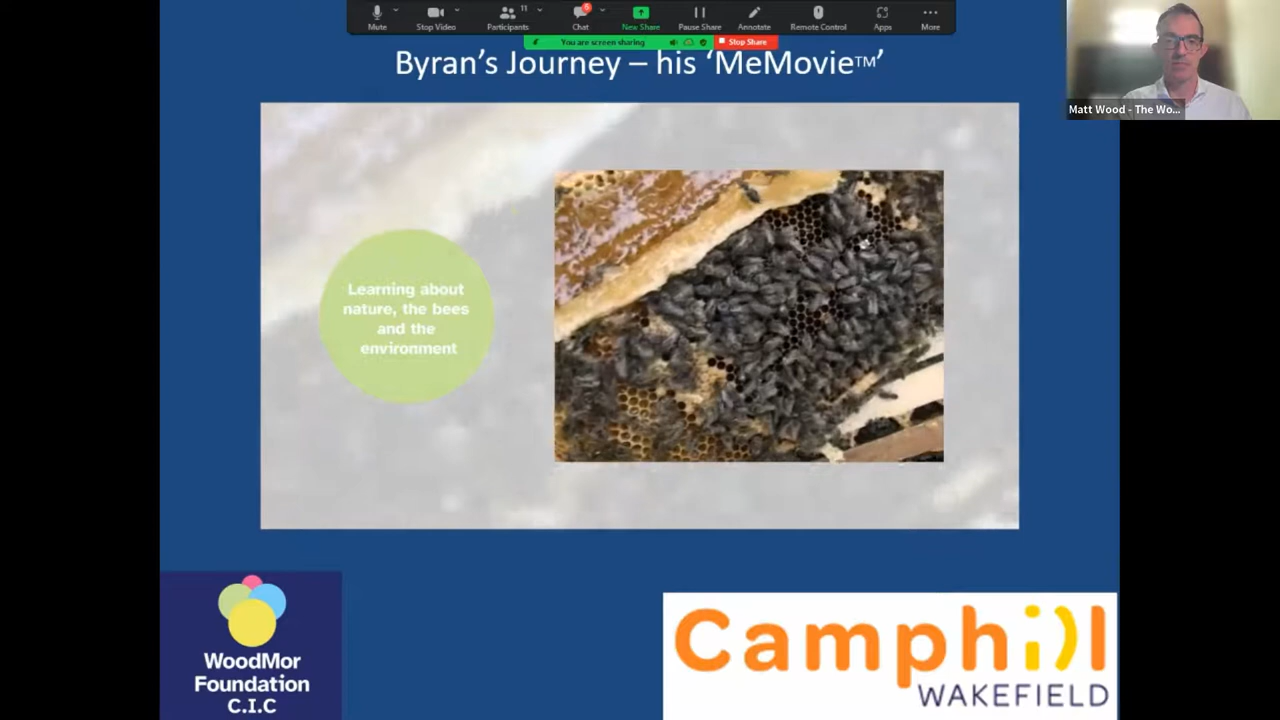 Mute
Stop Video
11
Participants
6
Chat
New Share
Pause Share
Annotate
Remote Control
Apps
More
You are screen sharing
Stop Share
Matt Wood - The Wo...
Byran's Journey – his 'MeMovie™'
Learning about
nature, the bees
and the
environment
WoodMor
Foundation
C.I.C
Camphill
WAKEFIELD